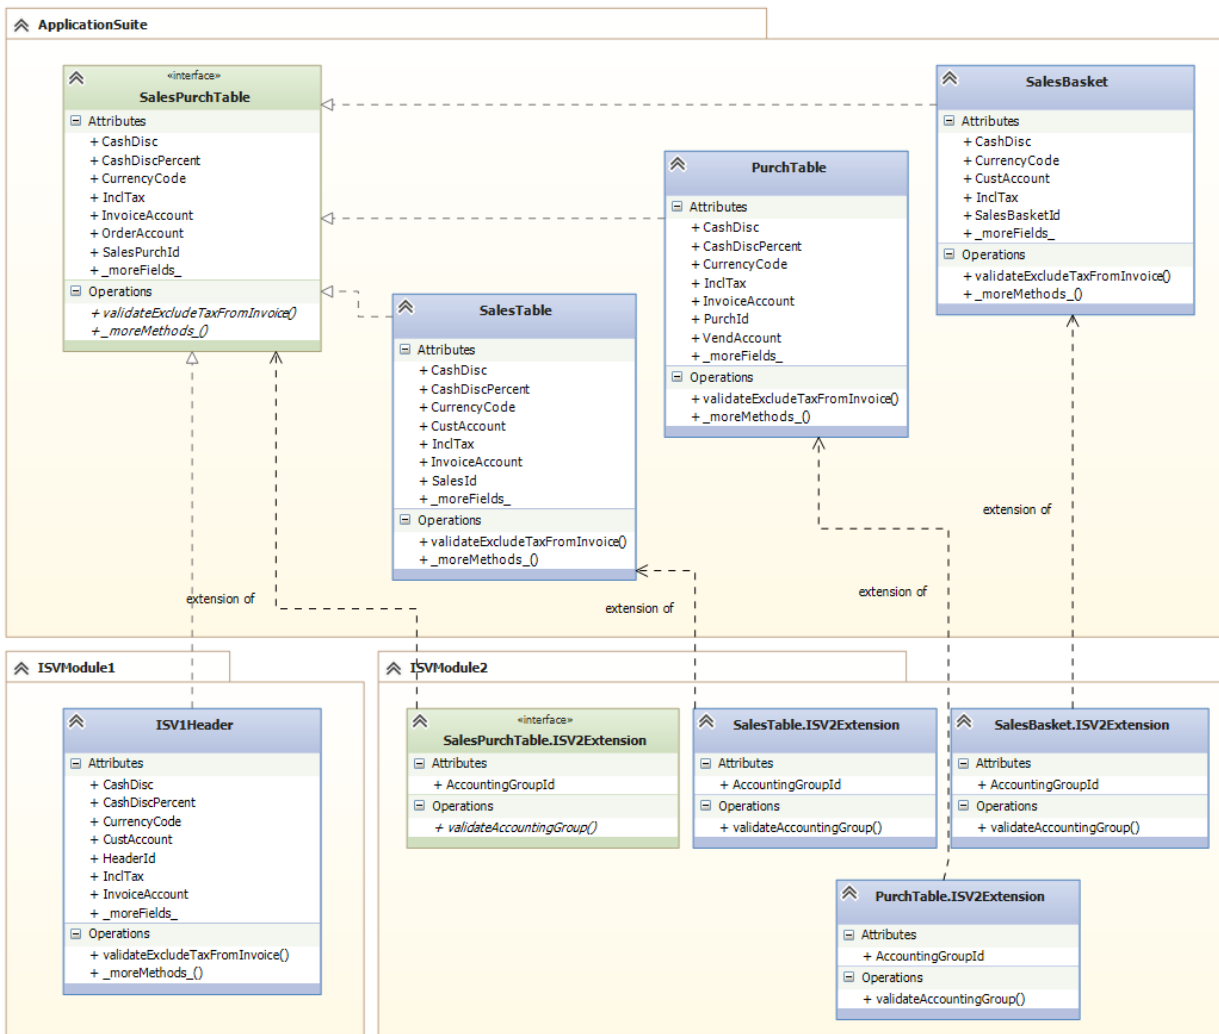 ApplicationSuite
«interface»
SalesPurchTable
Attributes
+ CashDisc
+ CashDiscPercent
+ CurrencyCode
+ InclTax
+ InvoiceAccount
+ OrderAccount
+ SalesPurchId
+ _moreFields_
Operations
+ validateExcludeTaxFromInvoice()
+ _moreMethods_()
SalesTable
Attributes
+ CashDisc
+ CashDiscPercent
+ CurrencyCode
+ CustAccount
+ InclTax
+ InvoiceAccount
+ SalesId
+ _moreFields_
Operations
+ validateExcludeTaxFromInvoice()
+ _moreMethods_()
PurchTable
Attributes
+ CashDisc
+ CashDiscPercent
+ CurrencyCode
+ InclTax
+ InvoiceAccount
+ PurchId
+ VendAccount
+ _moreFields_
Operations
+ validateExcludeTaxFromInvoice()
+ _moreMethods_()
SalesBasket
Attributes
+ CashDisc
+ CurrencyCode
+ CustAccount
+ InclTax
+ SalesBasketId
+ _moreFields_
Operations
+ validateExcludeTaxFromInvoice()
+ _moreMethods_()
extension of
extension of
extension of
extension of
ISVModule1
ISV1Header
Attributes
+ CashDisc
+ CashDiscPercent
+ CurrencyCode
+ CustAccount
+ HeaderId
+ InclTax
+ InvoiceAccount
+ _moreFields_
Operations
+ validateExcludeTaxFromInvoice()
+ _moreMethods_()
ISVModule2
«interface»
SalesPurchTable.ISV2Extension
Attributes
+ AccountingGroupId
Operations
+ validateAccountingGroup()
SalesTable.ISV2Extension
Attributes
+ AccountingGroupId
Operations
+ validateAccountingGroup()
SalesBasket.ISV2Extension
Attributes
+ AccountingGroupId
Operations
+ validateAccountingGroup()
PurchTable.ISV2Extension
Attributes
+ AccountingGroupId
Operations
+ validateAccountingGroup()